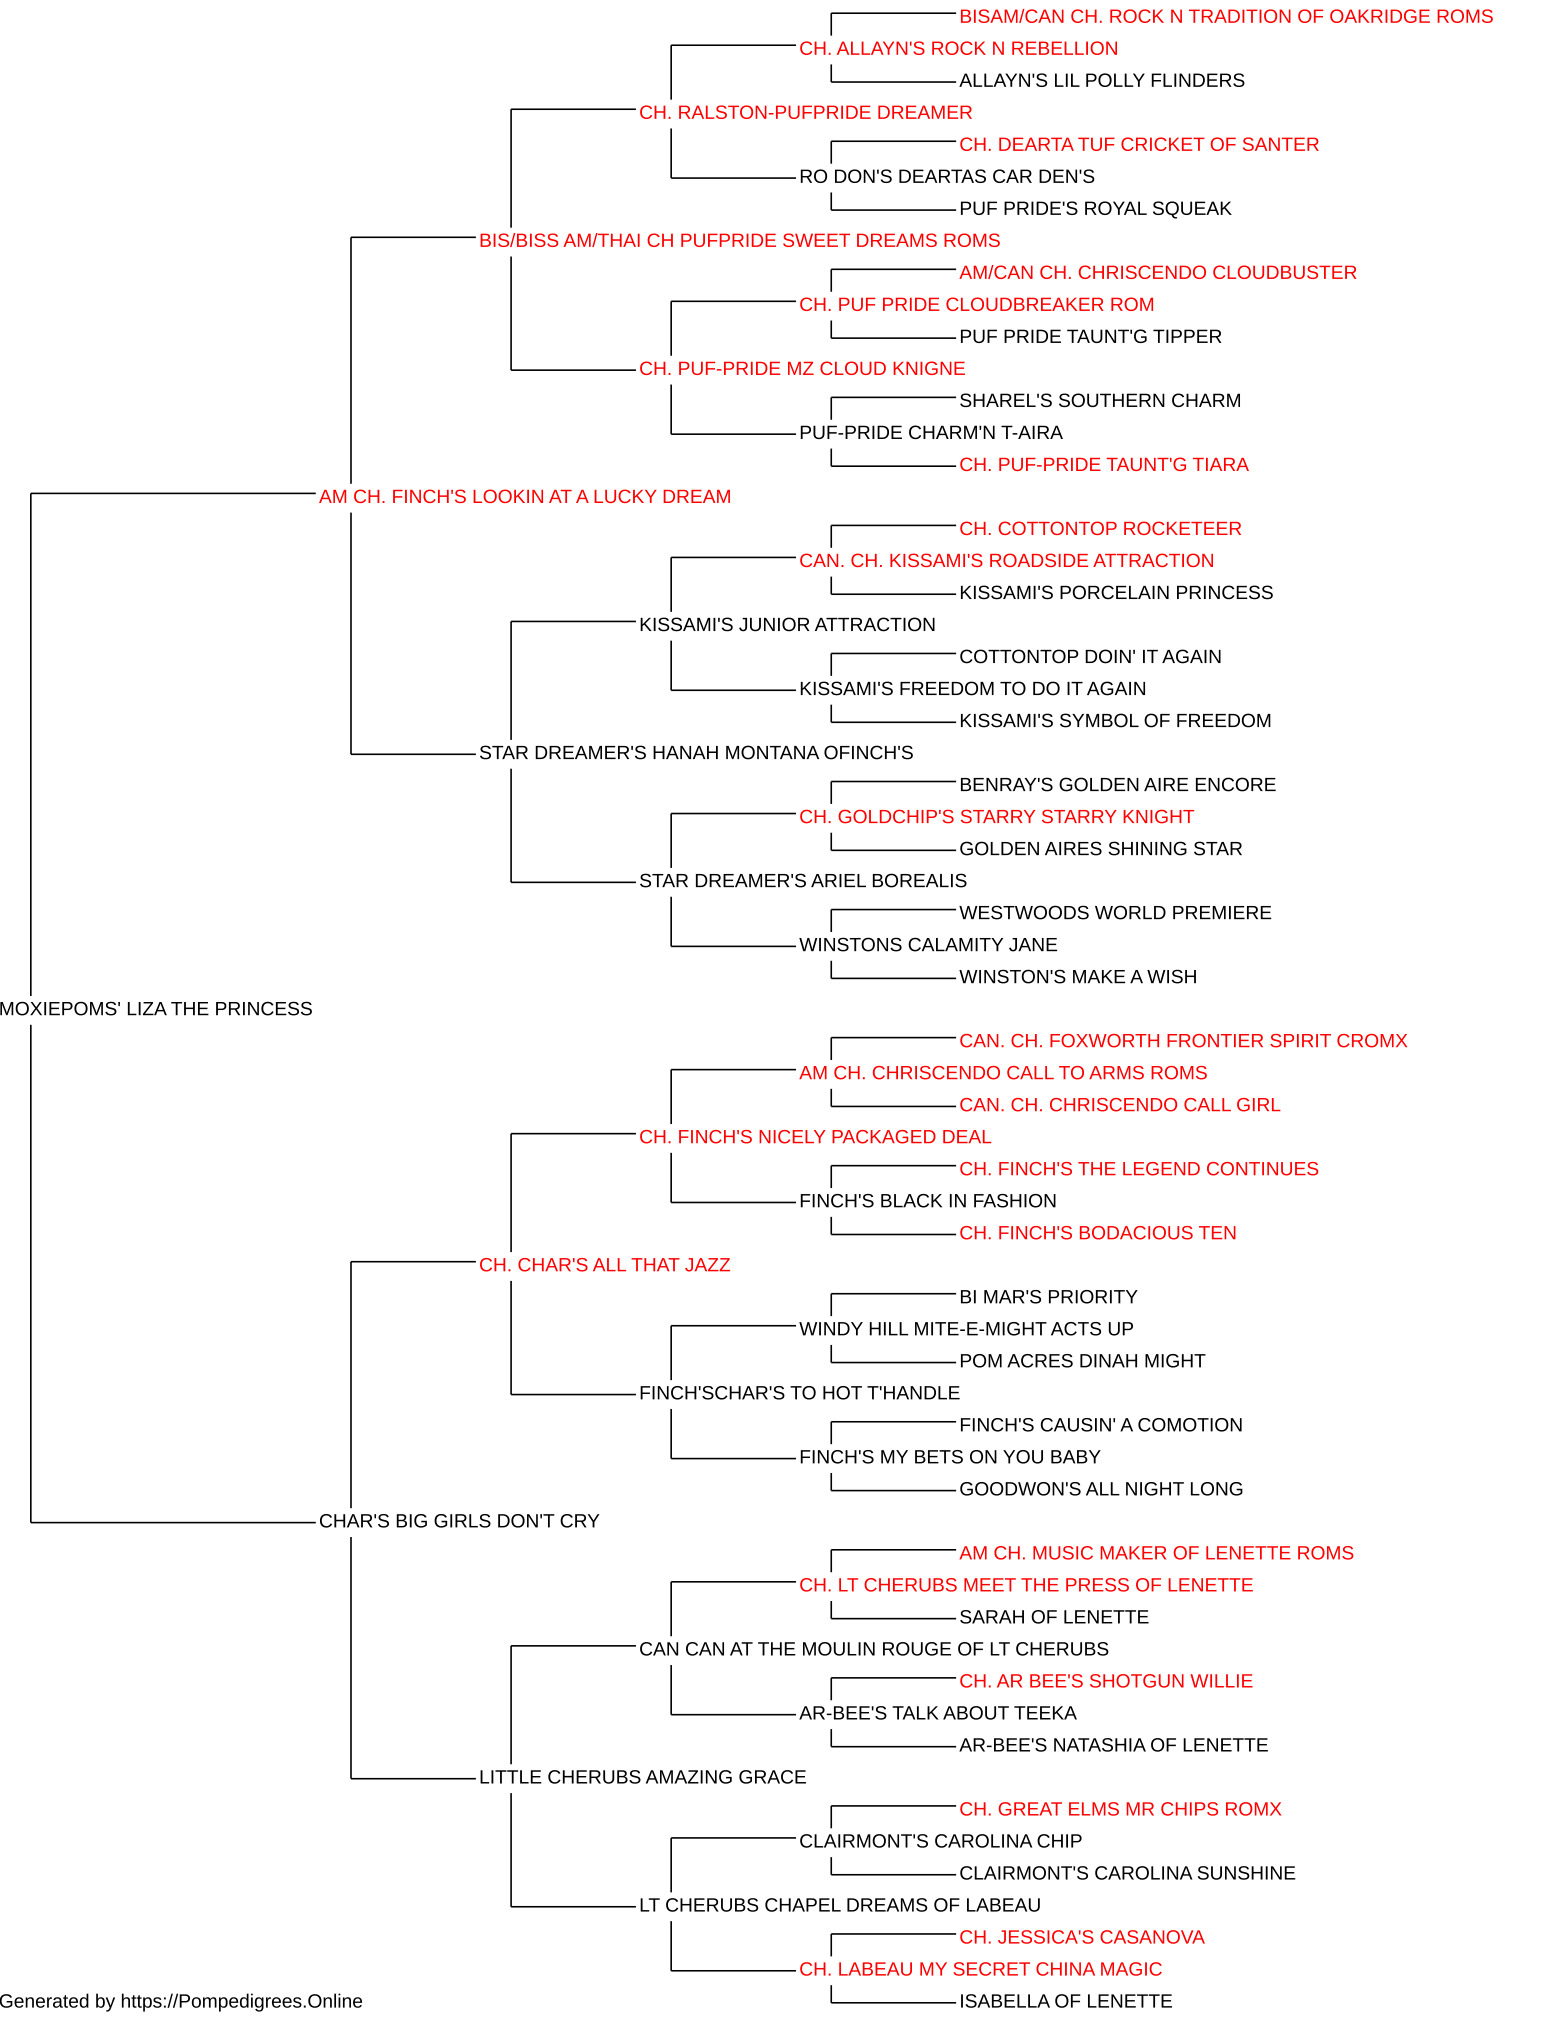 BISAM/CAN CH. ROCK N TRADITION OF OAKRIDGE ROMS
CH. ALLAYN'S ROCK N REBELLION
ALLAYN'S LIL POLLY FLINDERS
CH. RALSTON-PUFPRIDE DREAMER
CH. DEARTA TUF CRICKET OF SANTER
RO DON'S DEARTAS CAR DEN'S
PUF PRIDE'S ROYAL SQUEAK
BIS/BISS AM/THAI CH PUFPRIDE SWEET DREAMS ROMS
AM/CAN CH. CHRISCENDO CLOUDBUSTER
CH. PUF PRIDE CLOUDBREAKER ROM
PUF PRIDE TAUNT'G TIPPER
CH. PUF-PRIDE MZ CLOUD KNIGNE
SHAREL'S SOUTHERN CHARM
PUF-PRIDE CHARM'N T-AIRA
CH. PUF-PRIDE TAUNT'G TIARA
AM CH. FINCH'S LOOKIN AT A LUCKY DREAM
CH. COTTONTOP ROCKETEER
CAN. CH. KISSAMI'S ROADSIDE ATTRACTION
KISSAMI'S PORCELAIN PRINCESS
KISSAMI'S JUNIOR ATTRACTION
COTTONTOP DOIN' IT AGAIN
KISSAMI'S FREEDOM TO DO IT AGAIN
KISSAMI'S SYMBOL OF FREEDOM
STAR DREAMER'S HANAH MONTANA OFINCH'S
BENRAY'S GOLDEN AIRE ENCORE
CH. GOLDCHIP'S STARRY STARRY KNIGHT
GOLDEN AIRES SHINING STAR
STAR DREAMER'S ARIEL BOREALIS
WESTWOODS WORLD PREMIERE
WINSTONS CALAMITY JANE
WINSTON'S MAKE A WISH
MOXIEPOMS' LIZA THE PRINCESS
CAN. CH. FOXWORTH FRONTIER SPIRIT CROMX
AM CH. CHRISCENDO CALL TO ARMS ROMS
CAN. CH. CHRISCENDO CALL GIRL
CH. FINCH'S NICELY PACKAGED DEAL
CH. FINCH'S THE LEGEND CONTINUES
FINCH'S BLACK IN FASHION
CH. FINCH'S BODACIOUS TEN
CH. CHAR'S ALL THAT JAZZ
BI MAR'S PRIORITY
WINDY HILL MITE-E-MIGHT ACTS UP
POM ACRES DINAH MIGHT
FINCH'SCHAR'S TO HOT T'HANDLE
FINCH'S CAUSIN' A COMOTION
FINCH'S MY BETS ON YOU BABY
GOODWON'S ALL NIGHT LONG
CHAR'S BIG GIRLS DON'T CRY
AM CH. MUSIC MAKER OF LENETTE ROMS
CH. LT CHERUBS MEET THE PRESS OF LENETTE
SARAH OF LENETTE
CAN CAN AT THE MOULIN ROUGE OF LT CHERUBS
CH. AR BEE'S SHOTGUN WILLIE
AR-BEE'S TALK ABOUT TEEKA
AR-BEE'S NATASHIA OF LENETTE
LITTLE CHERUBS AMAZING GRACE
CH. GREAT ELMS MR CHIPS ROMX
CLAIRMONT'S CAROLINA CHIP
CLAIRMONT'S CAROLINA SUNSHINE
LT CHERUBS CHAPEL DREAMS OF LABEAU
CH. JESSICA'S CASANOVA
CH. LABEAU MY SECRET CHINA MAGIC
ISABELLA OF LENETTE
Generated by https://Pompedigrees.Online